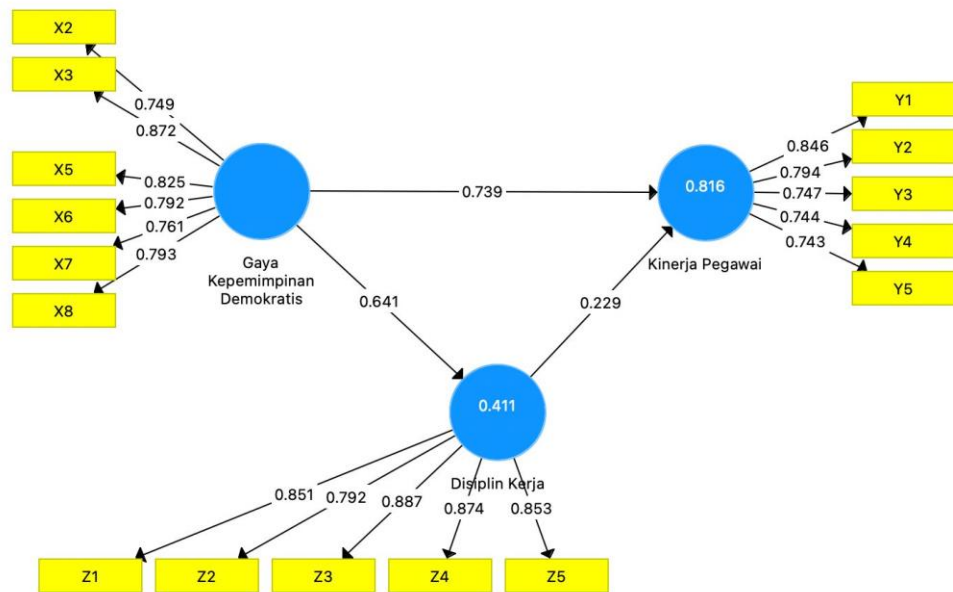 X2
X3
X5
X6
X7
X8
0.749
0.872
0.825
0.792
0.761
0.793
Gaya
Kepemimpinan
Demokratis
0.739
0.641
0.229
0.816
Kinerja Pegawai
0.846
0.794
0.747
0.744
0.743
Y1
Y2
Y3
Y4
Y5
0.411
Disiplin Kerja
0.851
0.792
0.887
0.874
0.853
Z1
Z2
Z3
Z4
Z5